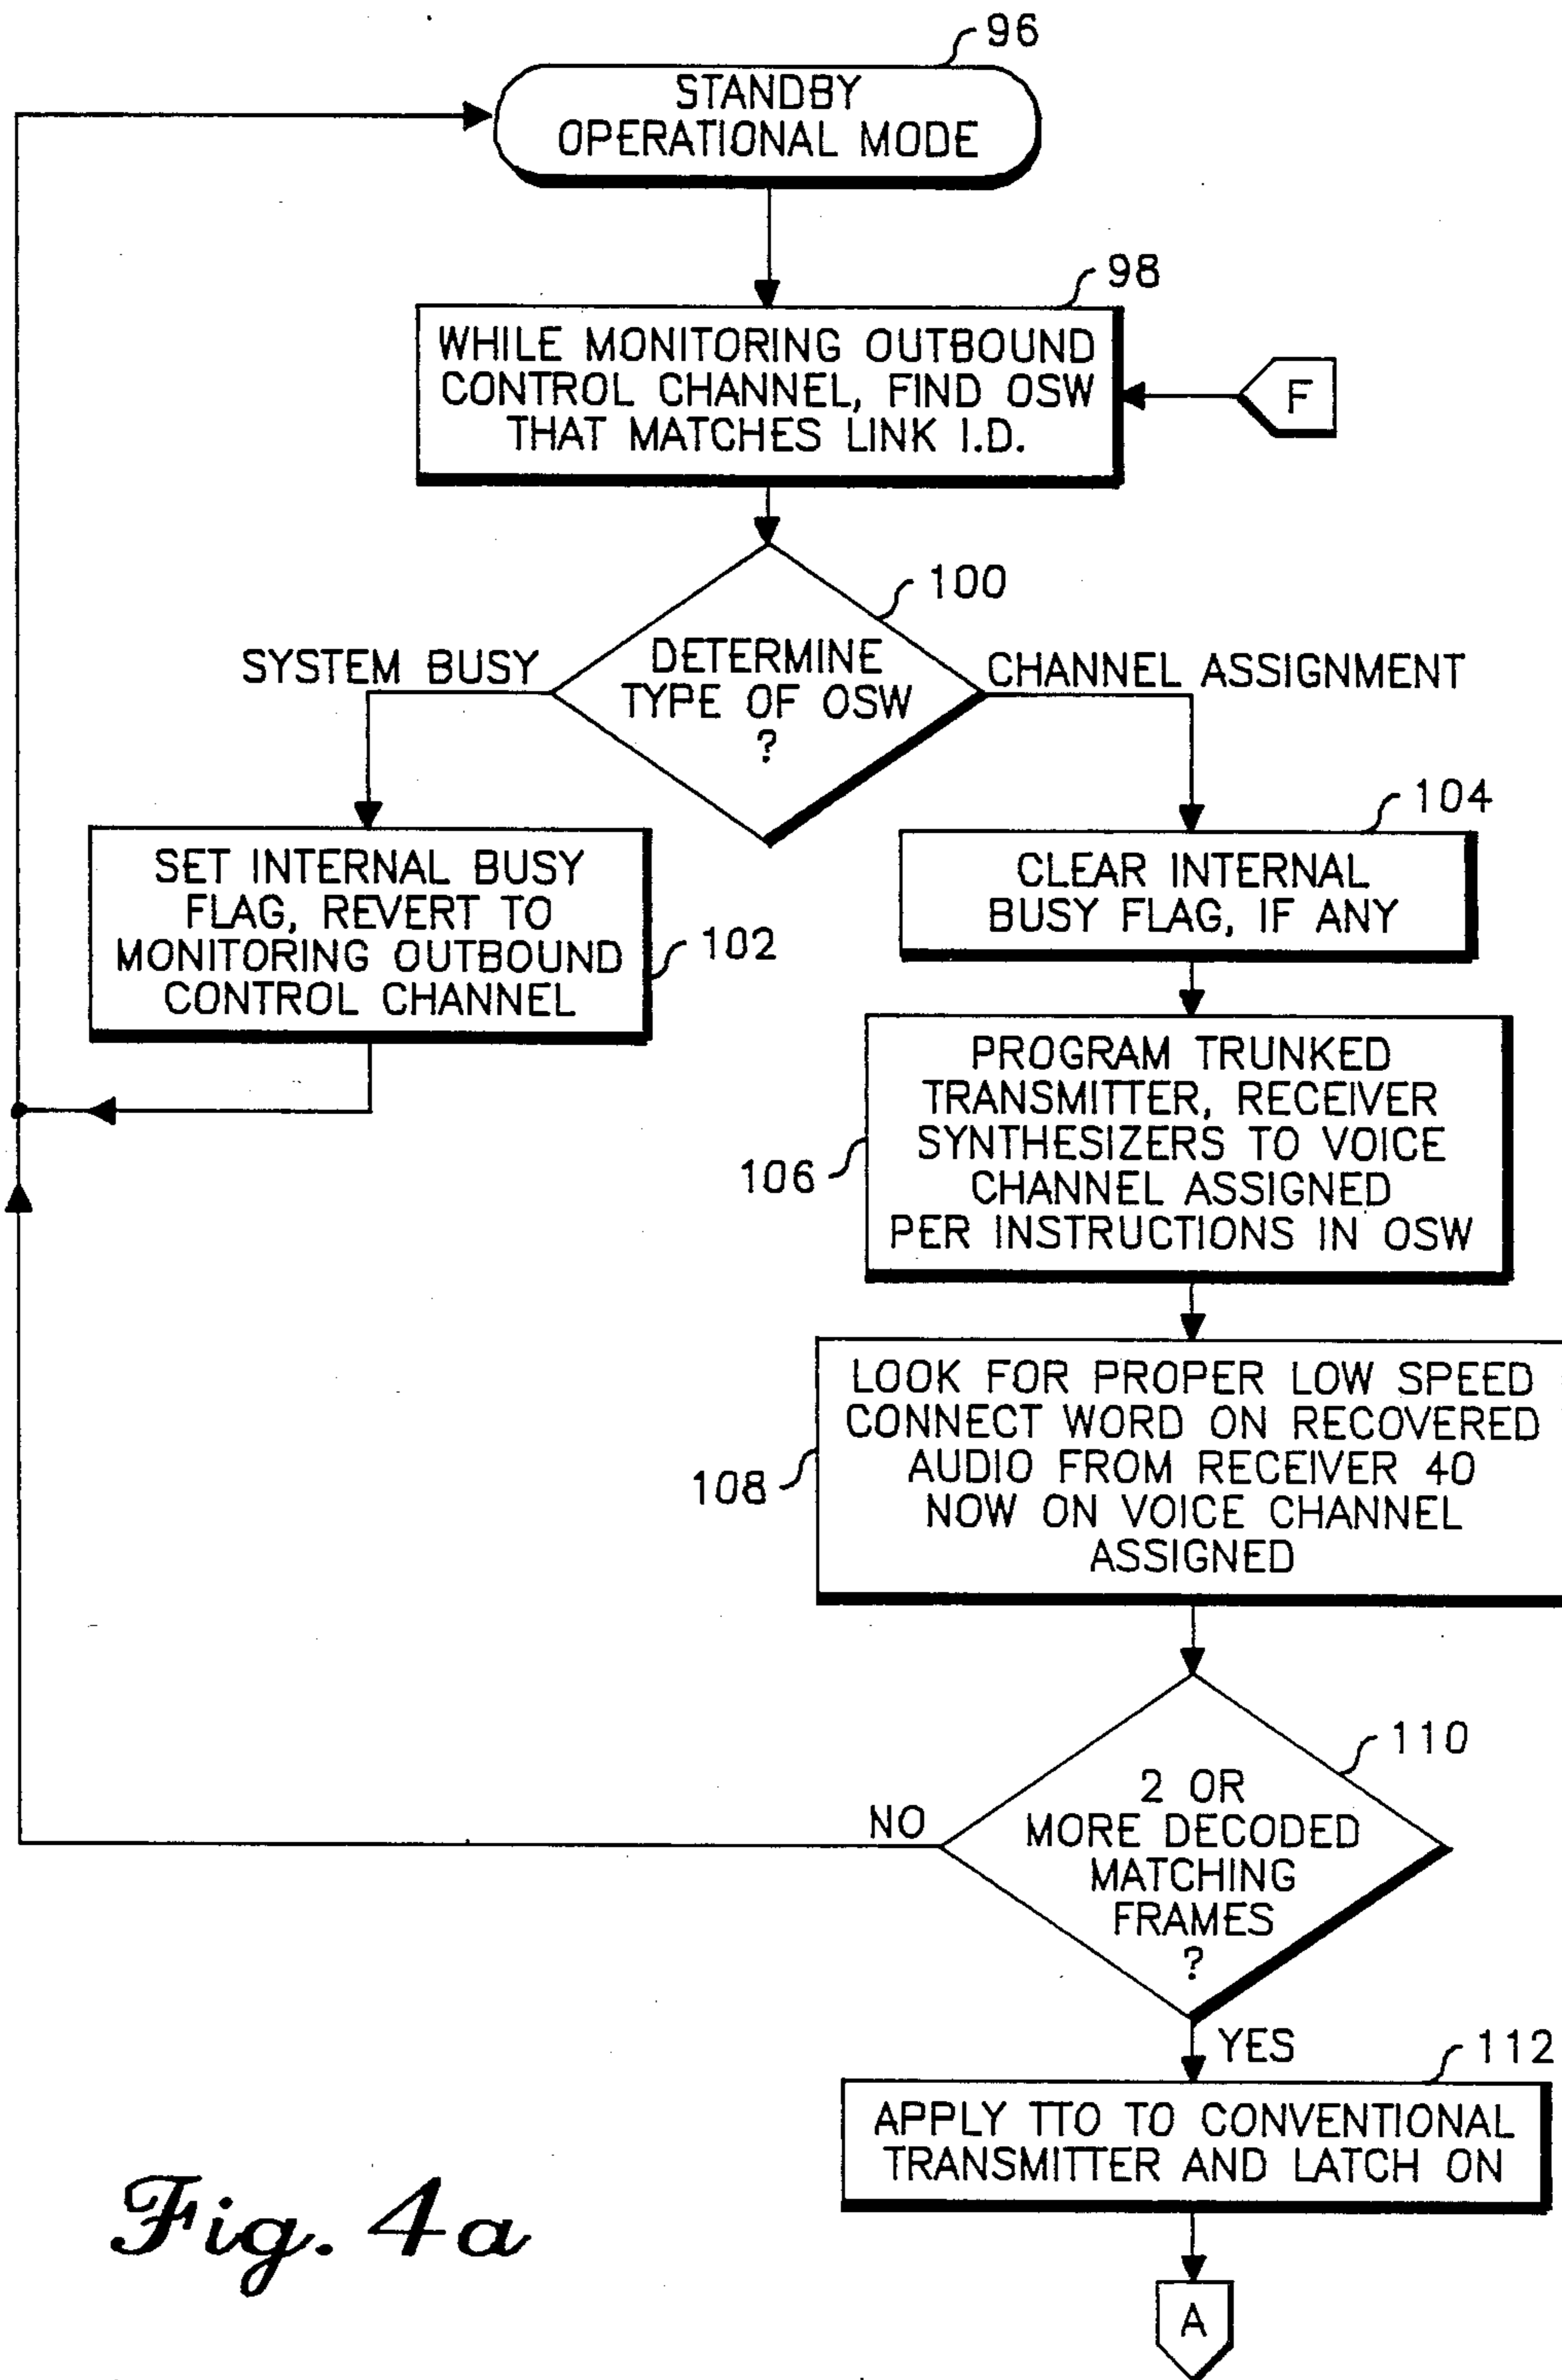 96
STANDBY
OPERATIONAL MODE
98
WHILE MONITORING OUTBOUND
CONTROL CHANNEL, FIND OSW
THAT MATCHES LINK I.D.
F
100
DETERMINE
TYPE OF OSW
?
SYSTEM BUSY
CHANNEL ASSIGNMENT
SET INTERNAL BUSY
FLAG, REVERT TO
MONITORING OUTBOUND
CONTROL CHANNEL
102
104
CLEAR INTERNAL
BUSY FLAG, IF ANY
PROGRAM TRUNKED
TRANSMITTER, RECEIVER
SYNTHESIZERS TO VOICE
CHANNEL ASSIGNED
PER INSTRUCTIONS IN OSW
106
LOOK FOR PROPER LOW SPEED
CONNECT WORD ON RECOVERED
AUDIO FROM RECEIVER 40
NOW ON VOICE CHANNEL
ASSIGNED
108
110
2 OR
MORE DECODED
MATCHING
FRAMES
?
NO
YES
112
APPLY TTO TO CONVENTIONAL
TRANSMITTER AND LATCH ON
A
Fig. 4a